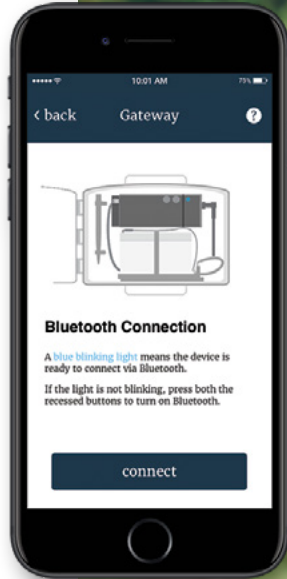 10:01 AM
75%
< back
Gateway
?
Bluetooth Connection
A blue blinking light means the device is
ready to connect via Bluetooth.
If the light is not blinking, press both the
recessed buttons to turn on Bluetooth.
connect